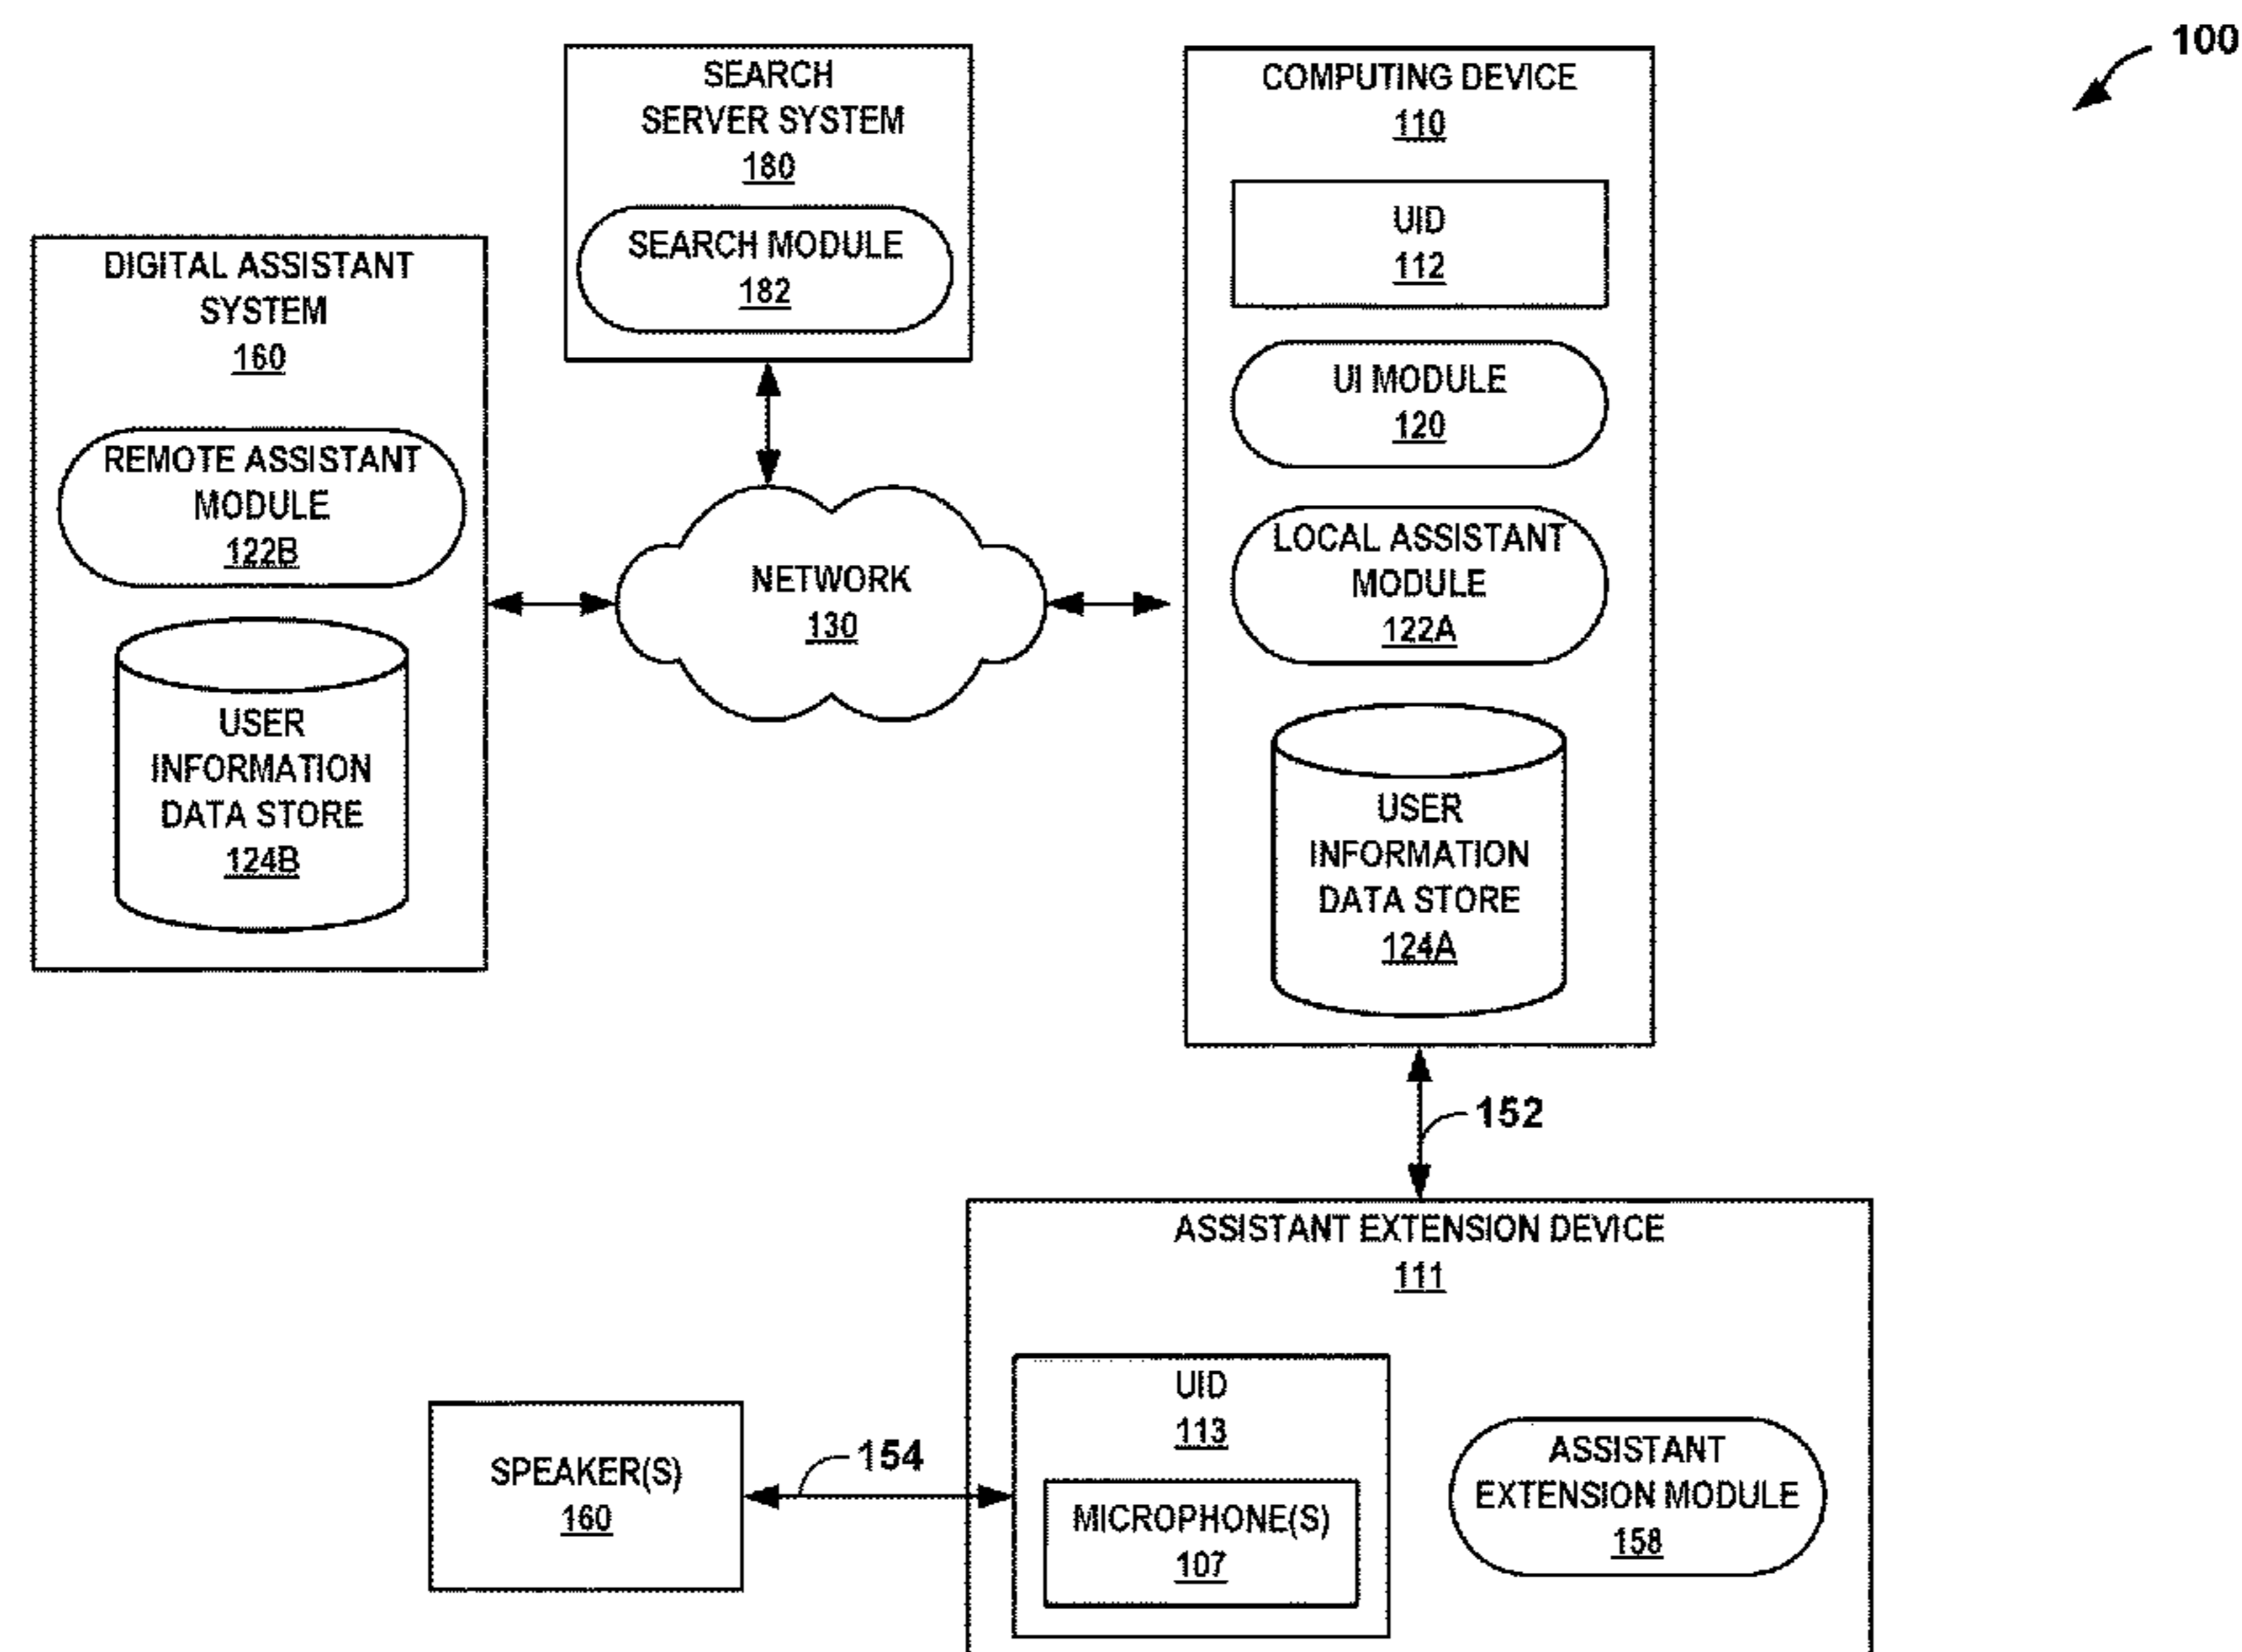 100
SEARCH
SERVER SYSTEM
180
SEARCH MODULE
182
COMPUTING DEVICE
110
UID
112
UI MODULE
120
LOCAL ASSISTANT
MODULE
122A
USER
INFORMATION
DATA STORE
124A
DIGITAL ASSISTANT
SYSTEM
160
REMOTE ASSISTANT
MODULE
122B
USER
INFORMATION
DATA STORE
124B
NETWORK
130
152
ASSISTANT EXTENSION DEVICE
111
UID
113
MICROPHONE(S)
107
ASSISTANT
EXTENSION MODULE
158
SPEAKER(S)
160
154